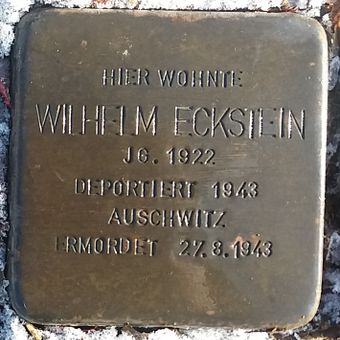 HIER WOHNTE
WILHELM ECKSTEIN
JG. 1922
DEPORTIERT 1943
AUSCHWITZ
ERMORDET 27.8.1943